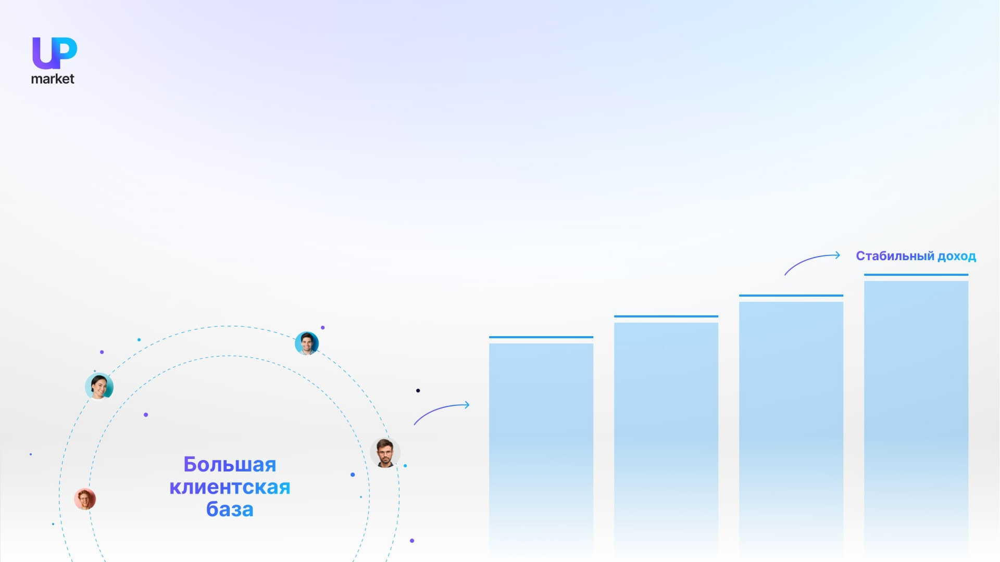 UP
market
Стабильный доход
Большая
клиентская
база